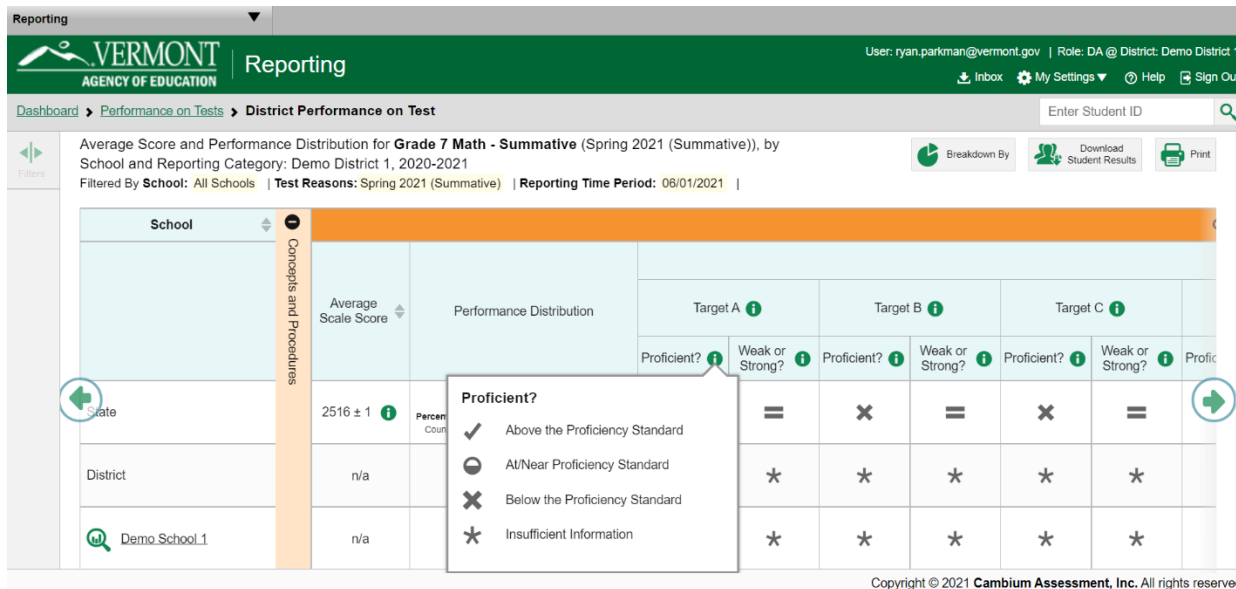 Reporting ▼
VERMONT
AGENCY OF EDUCATION
Reporting
User: ryan.parkman@vermont.gov | Role: DA @ District: Demo District 1
Inbox My Settings ▼ Help Sign Ou
Dashboard > Performance on Tests > District Performance on Test
Enter Student ID
Filters
Average Score and Performance Distribution for Grade 7 Math - Summative (Spring 2021 (Summative)), by
School and Reporting Category: Demo District 1, 2020-2021
Filtered By School: All Schools | Test Reasons: Spring 2021 (Summative) | Reporting Time Period: 06/01/2021 |
Breakdown By
Download
Student Results
Print
School
Concepts and Procedures
Average
Scale Score
Performance Distribution
Target A
Target B
Target C
Proficient?
Weak or
Strong?
Proficient?
Weak or
Strong?
Proficient?
Weak or
Strong?
Profic
State
2516 ± 1
Percen
Coun
= ✖ = ✖ =
District
n/a
* * * * *
Demo School 1
n/a
* * * * *
Proficient?
✓ Above the Proficiency Standard
At/Near Proficiency Standard
✖ Below the Proficiency Standard
* Insufficient Information
Copyright © 2021 Cambium Assessment, Inc. All rights reserve